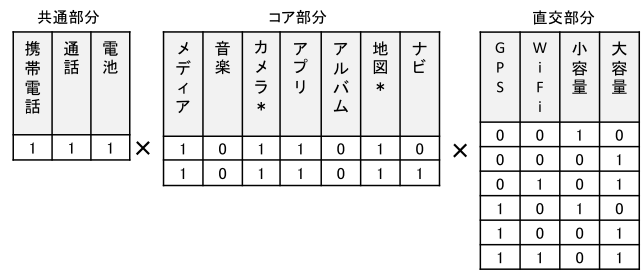 共通部分 コア部分 直交部分
携帯電話 通話 電池 メディア 音楽 カメラ* アプリ アルバム 地図* ナビ GPS WiFi 小容量 大容量
0 0 1 0
1 1 1 × 1 0 1 1 0 1 0 × 0 0 0 1
1 0 1 1 0 1 1 0 1 0 1
1 0 1 0
1 0 0 1
1 1 0 1